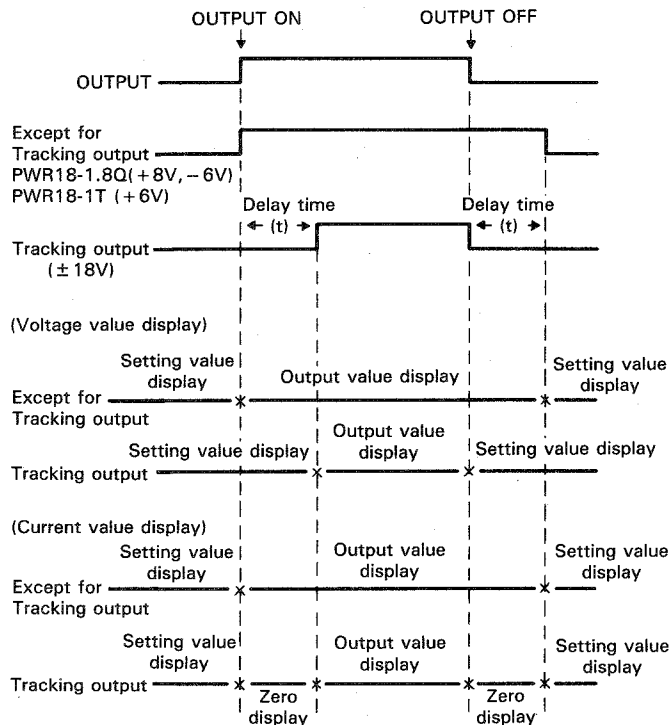 OUTPUT ON
OUTPUT OFF
OUTPUT
Except for
Tracking output
PWR18-1.8Q(+8V, -6V)
PWR18-1T (+6V)
Delay time
(t)
Delay time
(t)
Tracking output
(±18V)
(Voltage value display)
Setting value
display
Output value display
Setting value
display
Except for
Tracking output
Setting value display
Output value
display
Setting value display
Tracking output
(Current value display)
Setting value
display
Output value
display
Setting value
display
Except for
Tracking output
Setting value
display
Output value
display
Setting value
display
Tracking output
Zero
display
Zero
display